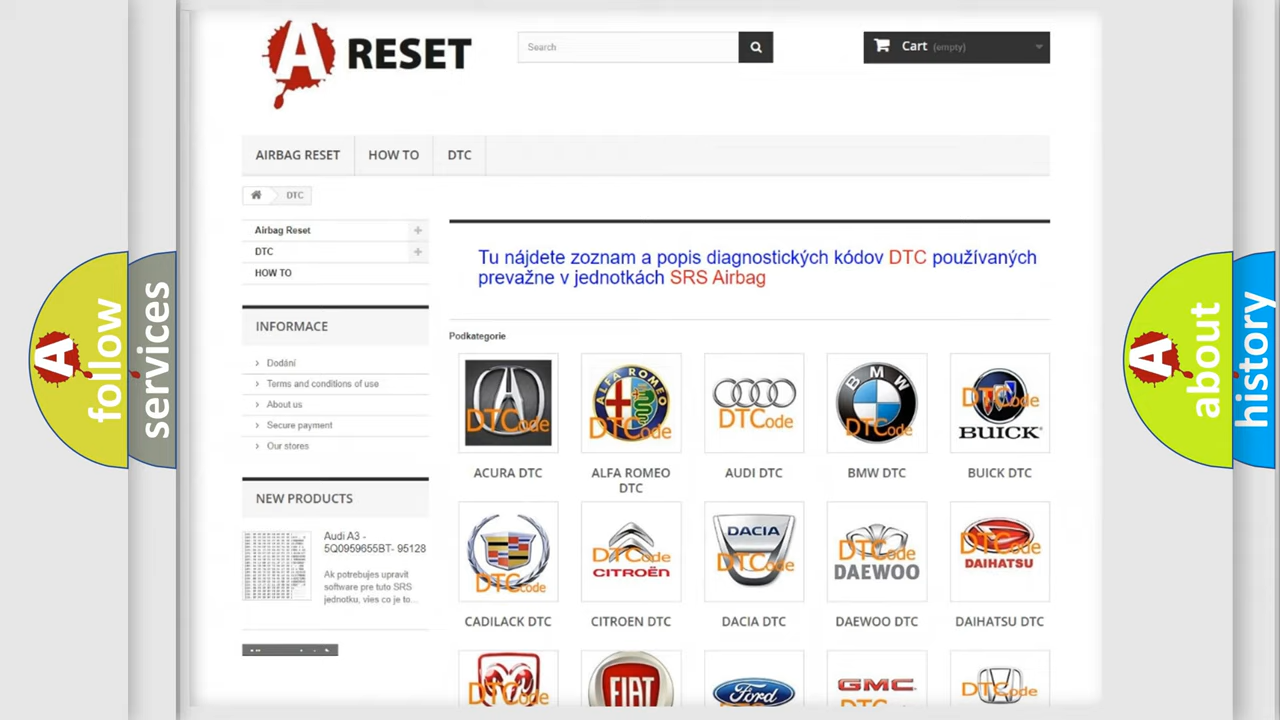 A RESET
Search
Cart (empty)
AIRBAG RESET
HOW TO
DTC
DTC
Airbag Reset
DTC
HOW TO
Tu nájdete zoznam a popis diagnostických kódov DTC používaných
prevažne v jednotkách SRS Airbag
INFORMACE
Dodání
Terms and conditions of use
About us
Secure payment
Our stores
Podkategorie
DTCode
ALFA ROMEO
DTCode
DTCode
BMW
DTCode
DTCode
BUICK
ACURA DTC
ALFA ROMEO
DTC
AUDI DTC
BMW DTC
BUICK DTC
NEW PRODUCTS
Audi A3 -
5Q0959655BT- 95128
Ak potrebujes upravit
software pre tuto SRS
jednotku, vies co je to...
DTCode
DTCode
CITROËN
DACIA
DTCode
DTCode
DAEWOO
DTCode
DAIHATSU
CADILACK DTC
CITROEN DTC
DACIA DTC
DAEWOO DTC
DAIHATSU DTC
DTCode
FIAT
Ford
GMC
DTCode
A follow
services
A about
history